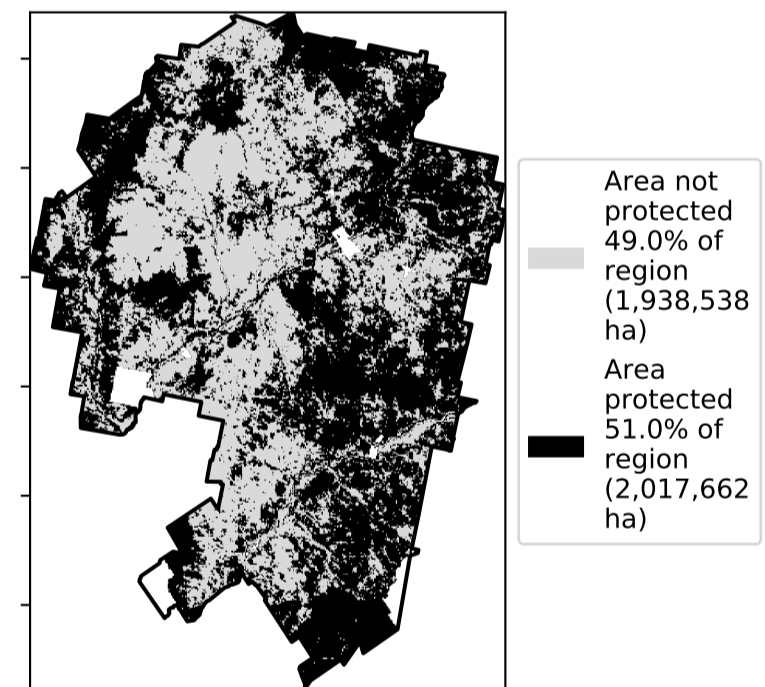 Area not
protected
49.0% of
region
(1,938,538
ha)
Area
protected
51.0% of
region
(2,017,662
ha)